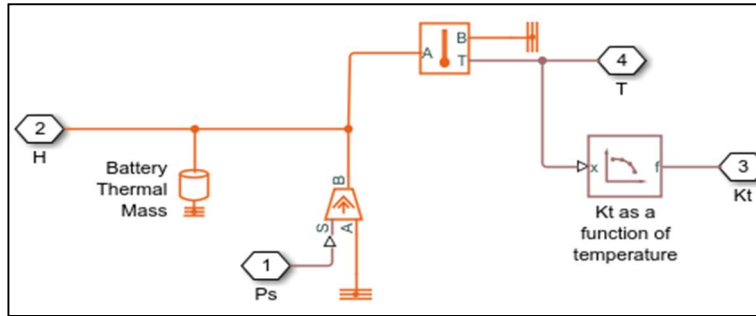 B
A
T
4
T
2
H
Battery
Thermal
Mass
B
x
f
3
Kt
S
A
Kt as a
function of
temperature
1
Ps